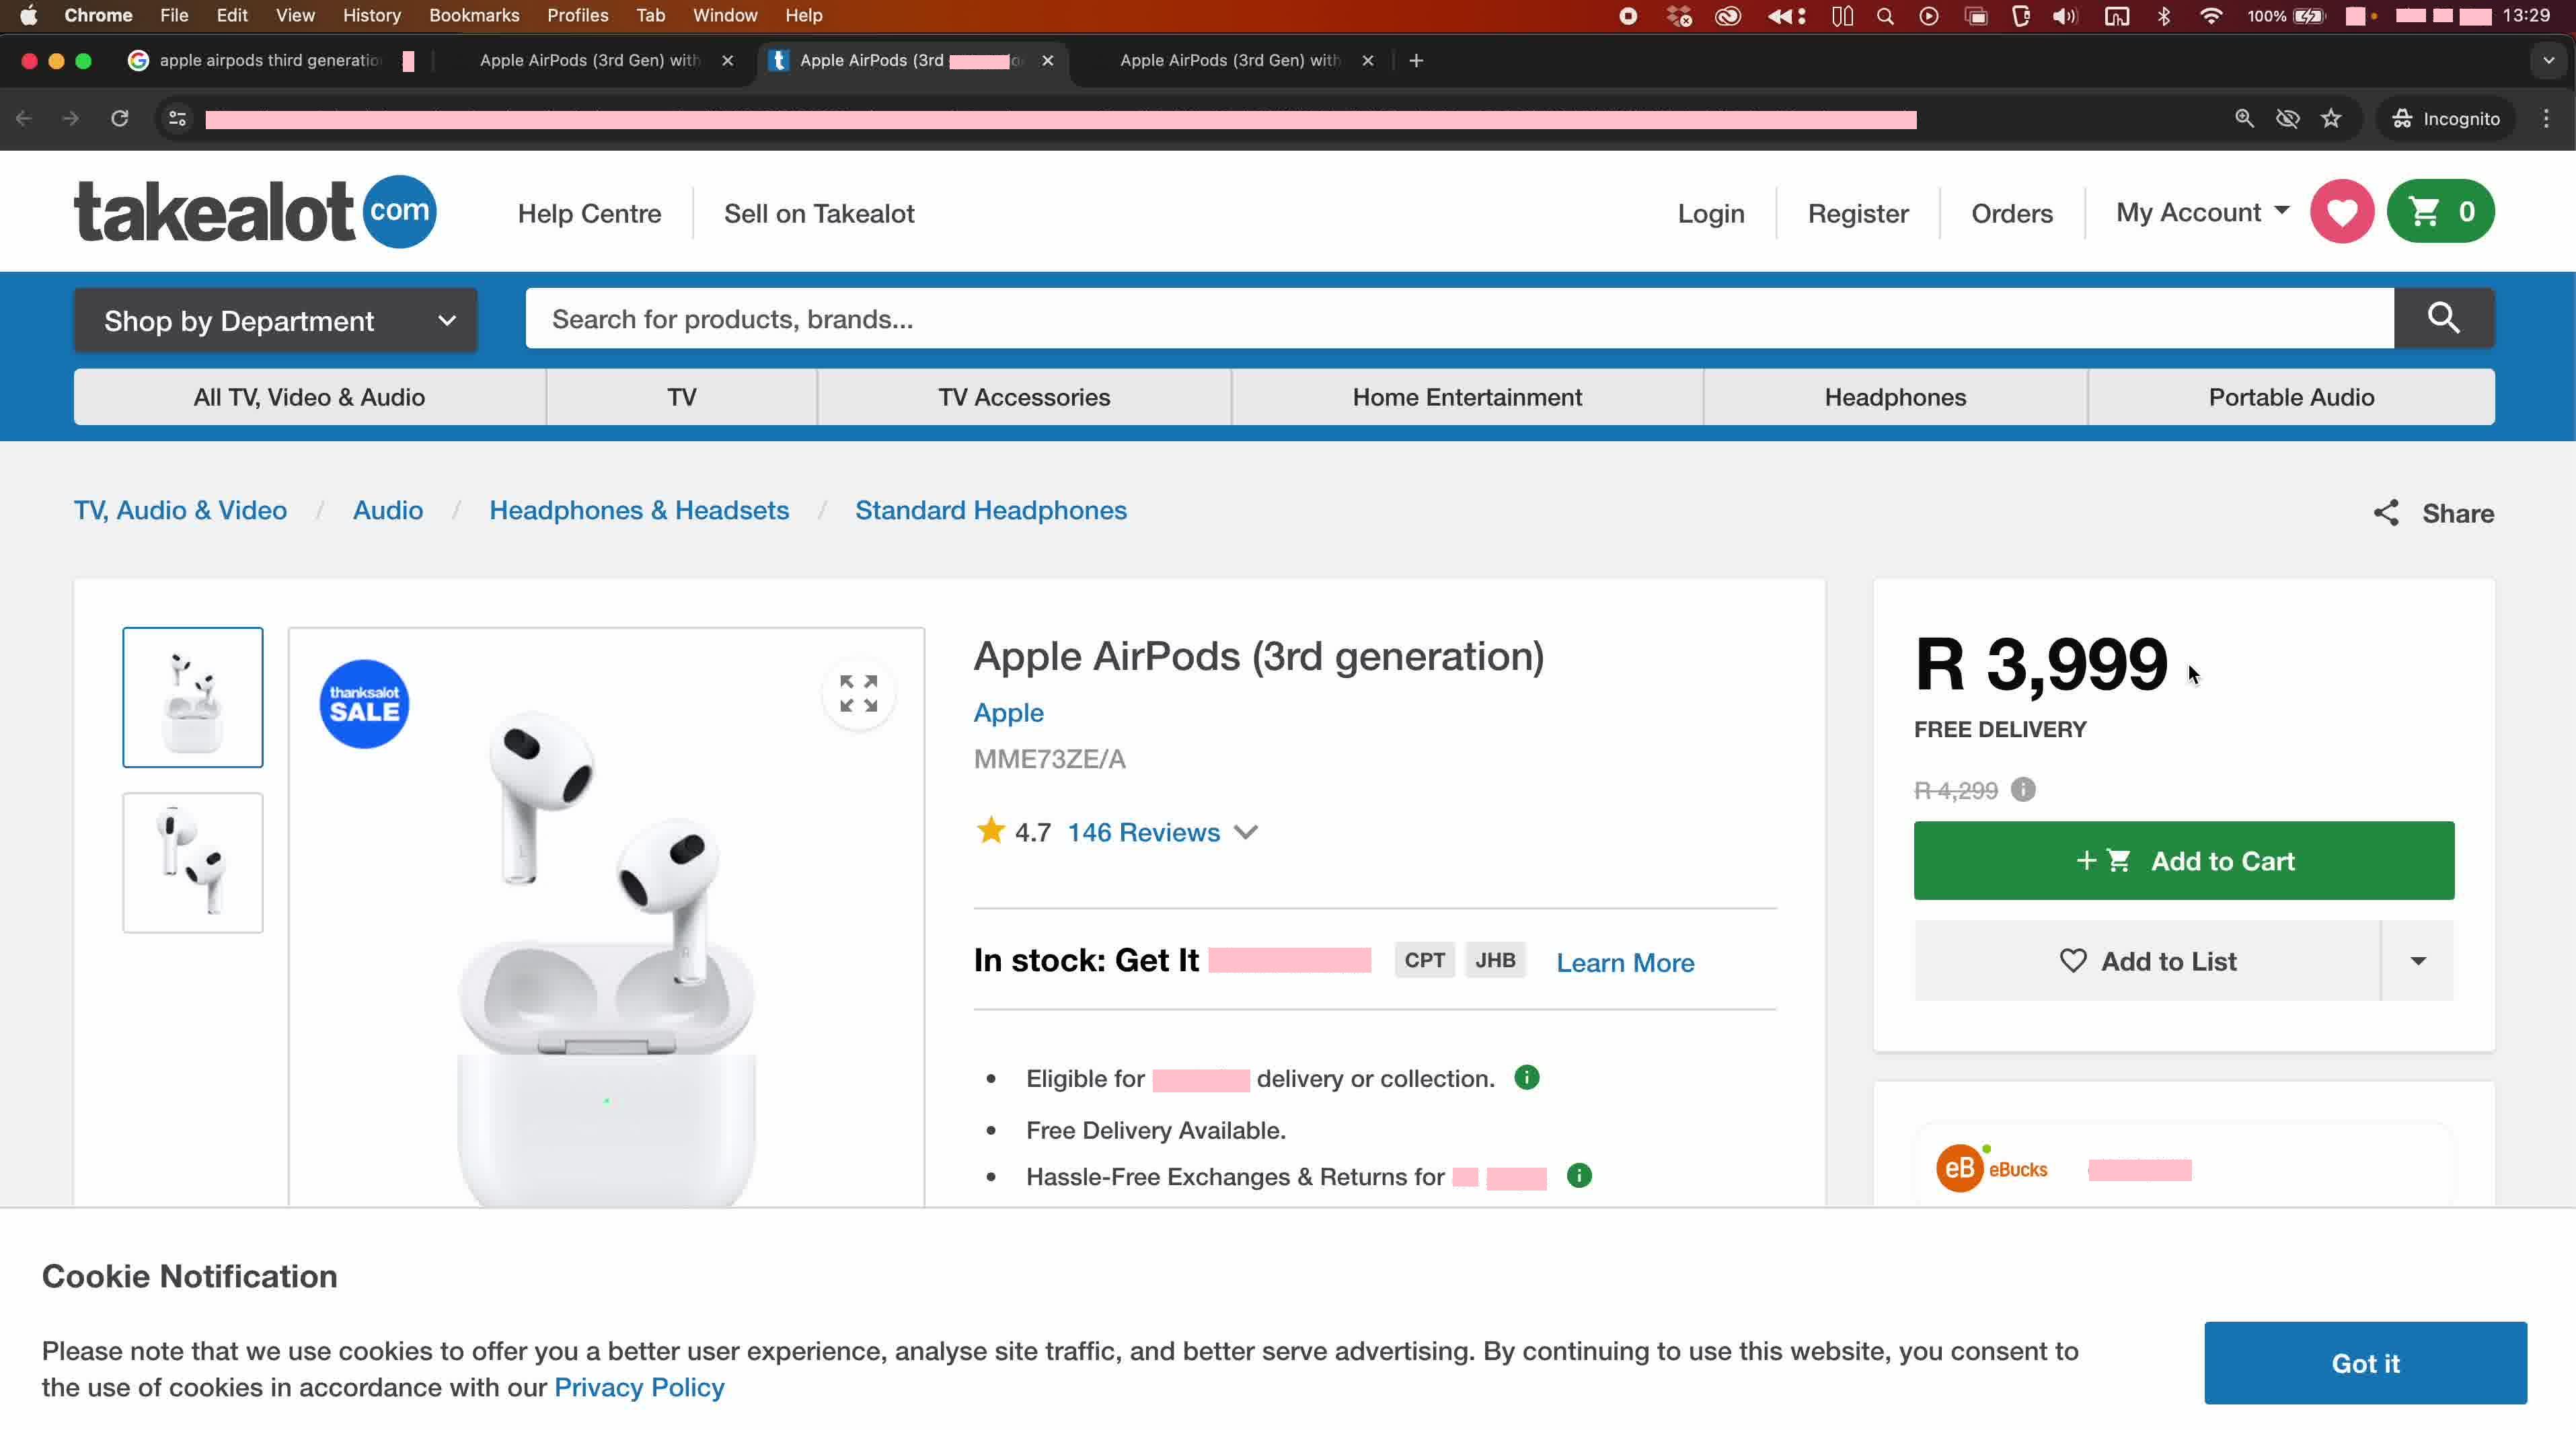 Chrome File Edit View History Bookmarks Profiles Tab Window Help 100% 13:29
apple airpods third generatio
Apple AirPods (3rd Gen) with
Apple AirPods (3rd
Apple AirPods (3rd Gen) with
Incognito
takealot com
Help Centre
Sell on Takealot
Login
Register
Orders
My Account
0
Shop by Department
Search for products, brands...
All TV, Video & Audio
TV
TV Accessories
Home Entertainment
Headphones
Portable Audio
TV, Audio & Video / Audio / Headphones & Headsets / Standard Headphones
Share
thanksalot
SALE
Apple AirPods (3rd generation)
Apple
MME73ZE/A
4.7 146 Reviews
In stock: Get It
CPT JHB Learn More
• Eligible for delivery or collection.
• Free Delivery Available.
• Hassle-Free Exchanges & Returns for
R 3,999
FREE DELIVERY
R 4,299
+ Add to Cart
Add to List
eB eBucks
Cookie Notification
Please note that we use cookies to offer you a better user experience, analyse site traffic, and better serve advertising. By continuing to use this website, you consent to
the use of cookies in accordance with our Privacy Policy
Got it